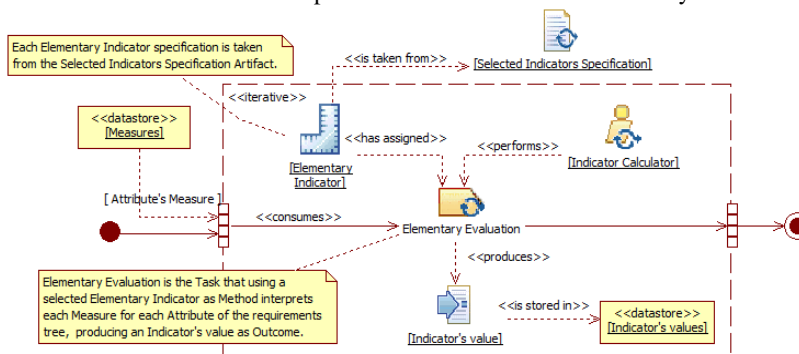 Each Elementary Indicator specification is taken
from the Selected Indicators Specification Artifact.
<<is taken from>>
[Selected Indicators Specification]
<<iterative>>
<<datastore>>
[Measures]
<<has assigned>>
<<performs>>
[Elementary
Indicator]
[Indicator Calculator]
[ Attribute's Measure ]
<<consumes>>
Elementary Evaluation
<<produces>>
Elementary Evaluation is the Task that using a
selected Elementary Indicator as Method interprets
each Measure for each Attribute of the requirements
tree, producing an Indicator's value as Outcome.
<<is stored in>>
<<datastore>>
[Indicator's values]
[Indicator's value]